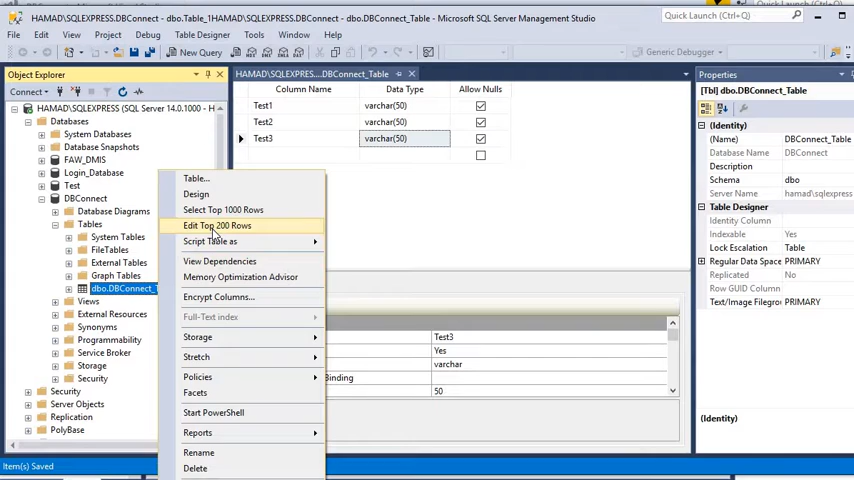 HAMAD\SQLEXPRESS.DBConnect - dbo.Table_1HAMAD\SQLEXPRESS.DBConnect - dbo.DBConnect_Table - Microsoft SQL Server Management Studio
Quick Launch (Ctrl+Q)
File Edit View Project Debug Table Designer Tools Window Help
New Query
Generic Debugger
Object Explorer
Connect
HAMAD\SQLEXPRESS (SQL Server 14.0.1000 - H
Databases
System Databases
Database Snapshots
FAW_DMIS
Login_Database
Test
DBConnect
Database Diagrams
Tables
System Tables
FileTables
External Tables
Graph Tables
dbo.DBConnect_T
Views
External Resources
Synonyms
Programmability
Service Broker
Storage
Security
Security
Server Objects
Replication
PolyBase
HAMAD\SQLEXPRES....DBConnect_Table
Column Name Data Type Allow Nulls
Test1 varchar(50)
Test2 varchar(50)
Test3 varchar(50)
Table...
Design
Select Top 1000 Rows
Edit Top 200 Rows
Script Table as
View Dependencies
Memory Optimization Advisor
Encrypt Columns...
Full-Text index
Storage
Stretch
Policies
Facets
Start PowerShell
Reports
Rename
Delete
Test3
Yes
varchar
Binding
50
Properties
[Tbl] dbo.DBConnect_Table
(Identity)
(Name) DBConnect_Table
Database Name DBConnect
Description
Schema dbo
Server Name hamad\sqlexpress
Table Designer
Identity Column
Indexable Yes
Lock Escalation Table
Regular Data Space PRIMARY
Replicated No
Row GUID Column
Text/Image Filegro PRIMARY
(Identity)
Item(s) Saved